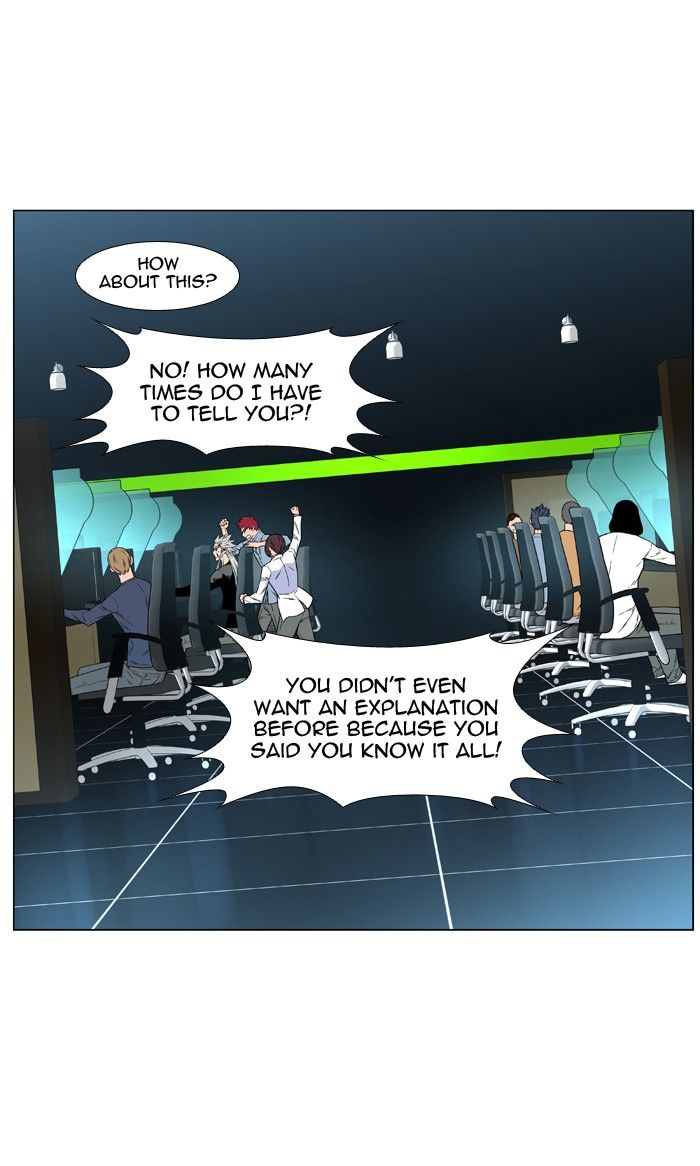 HOW
ABOUT THIS?
NO! HOW MANY
TIMES DO I HAVE
TO TELL YOU?!
YOU DIDN'T EVEN
WANT AN EXPLANATION
BEFORE BECAUSE YOU
SAID YOU KNOW IT ALL!